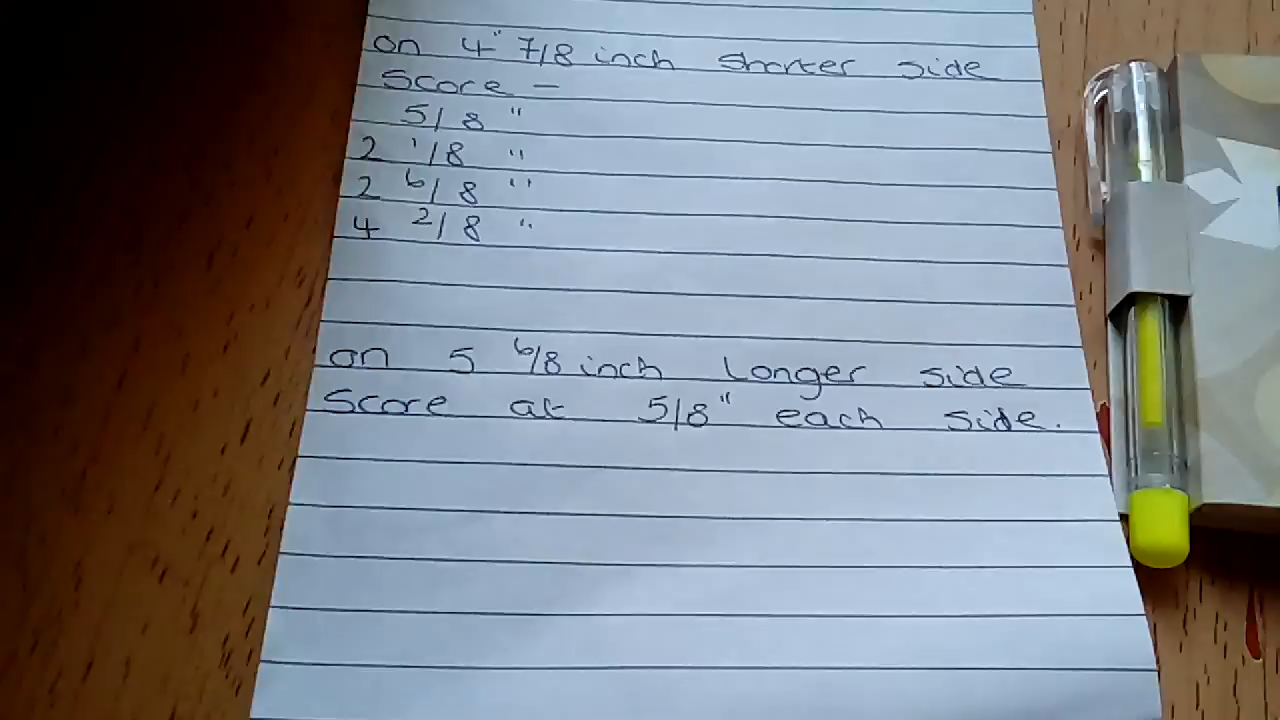 on 4" 7/8 inch shorter side
Score -
5/8 "
2 1/8 "
2 6/8 "
4 2/8 "
on 5 6/8 inch longer side
Score at 5/8" each side.